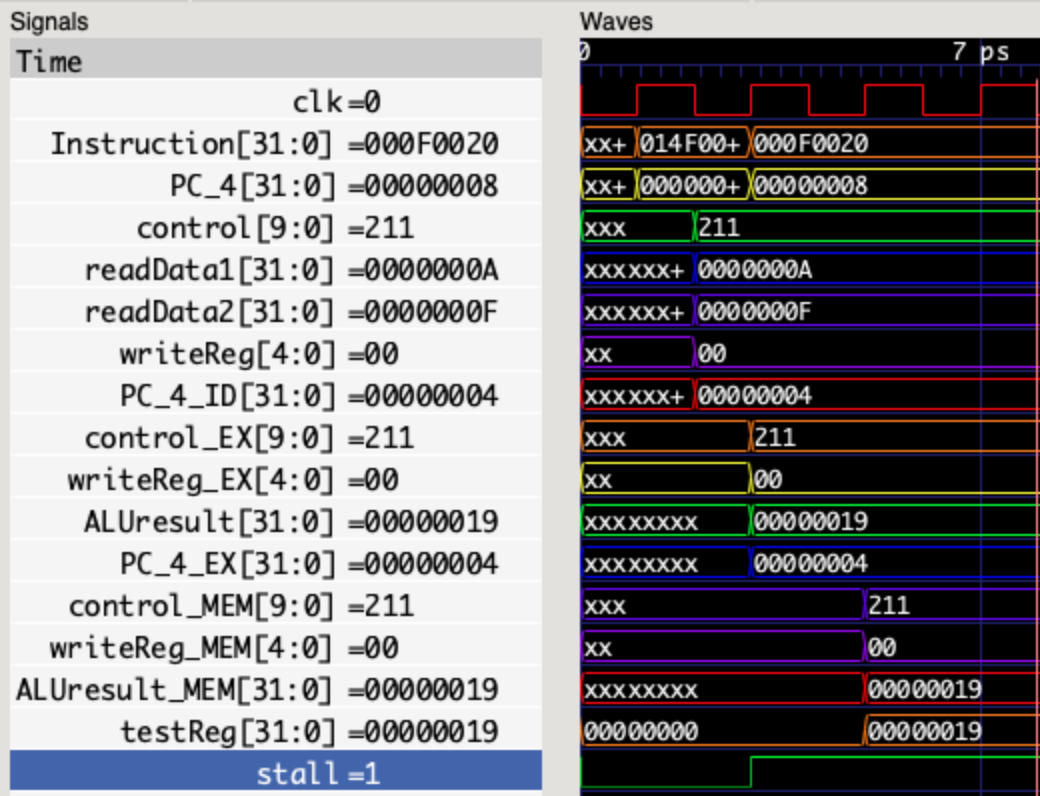 Signals Waves
Time 0 7 ps
clk=0
Instruction[31:0] =000F0020 xx+ 014F00+ 000F0020
PC_4[31:0] =00000008 xx+ 000000+ 00000008
control[9:0] =211 xxx 211
readData1[31:0] =0000000A xxxxxx+ 0000000A
readData2[31:0] =0000000F xxxxxx+ 0000000F
writeReg[4:0] =00 xx 00
PC_4_ID[31:0] =00000004 xxxxxx+ 00000004
control_EX[9:0] =211 xxx 211
writeReg_EX[4:0] =00 xx 00
ALUresult[31:0] =00000019 xxxxxxxx 00000019
PC_4_EX[31:0] =00000004 xxxxxxxx 00000004
control_MEM[9:0] =211 xxx 211
writeReg_MEM[4:0] =00 xx 00
ALUresult_MEM[31:0] =00000019 xxxxxxxx 00000019
testReg[31:0] =00000019 00000000 00000019
stall =1